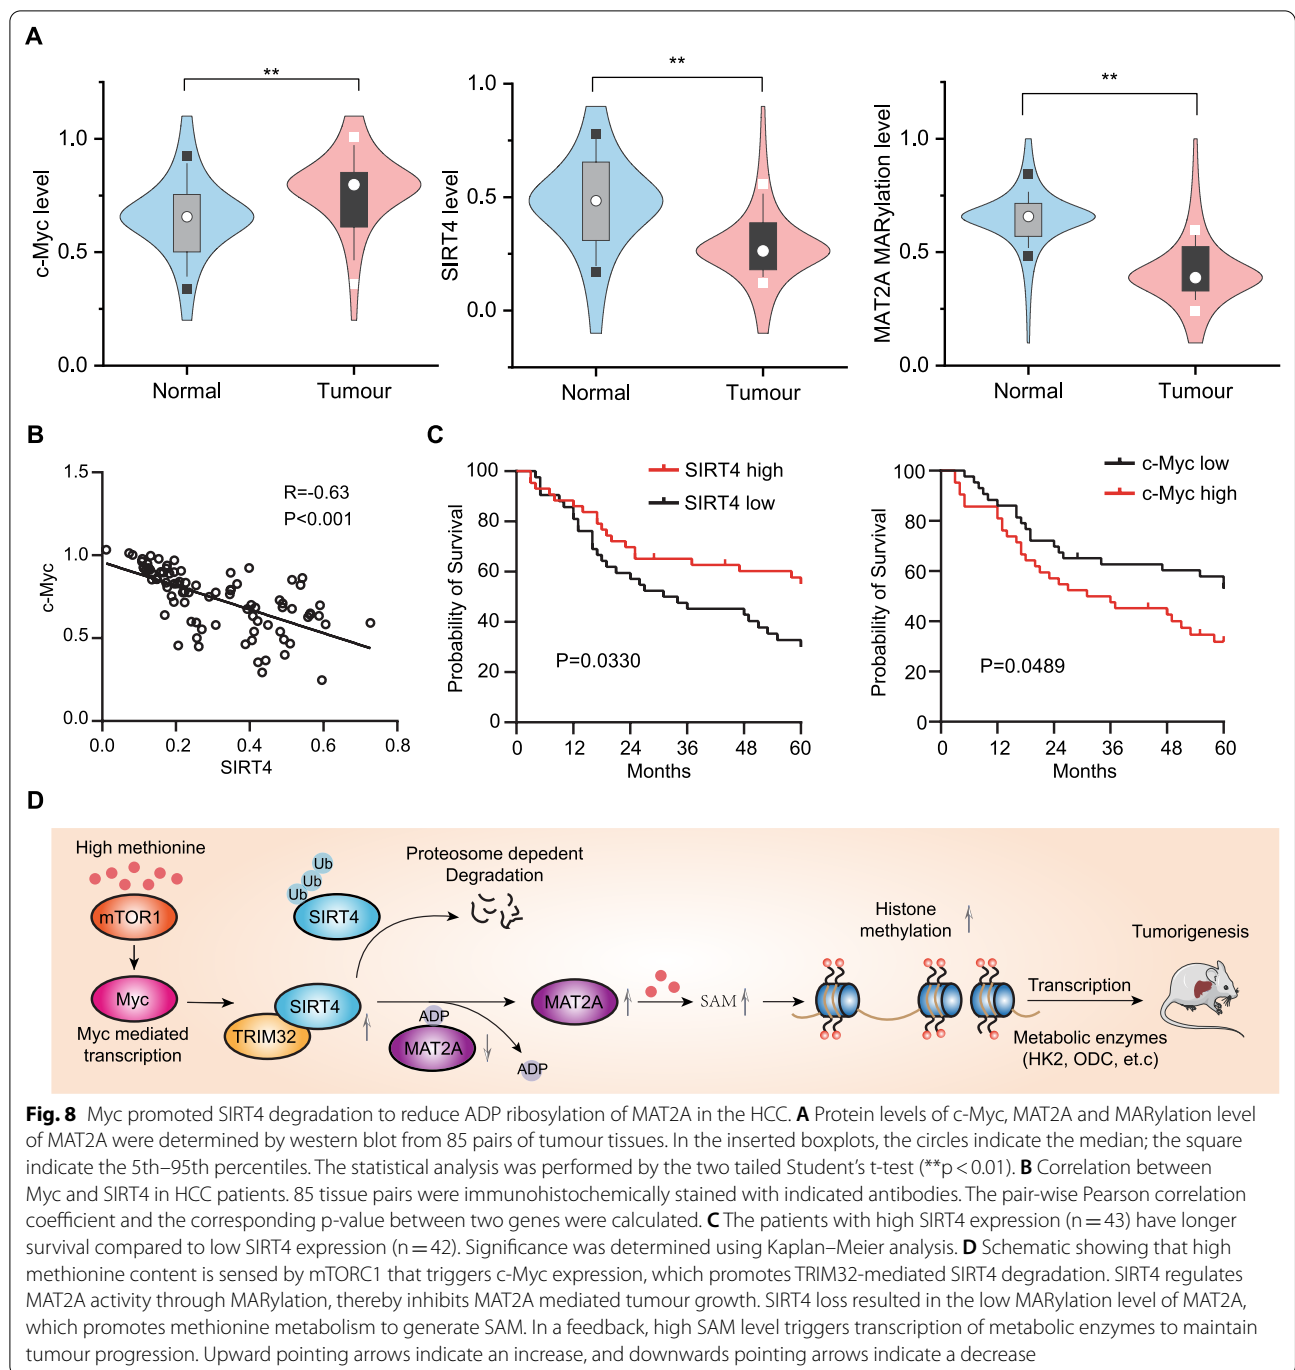 A
**
**
**
c-Myc level
1.0
0.5
0.0
Normal
Tumour
SIRT4 level
1.0
0.5
0.0
Normal
Tumour
MAT2A MARylation level
1.0
0.5
0.0
Normal
Tumour
B
c-Myc
1.5
1.0
0.5
0.0
R=-0.63
P<0.001
0.0 0.2 0.4 0.6 0.8
SIRT4
C
Probability of Survival
100
80
60
40
20
0
SIRT4 high
SIRT4 low
P=0.0330
0 12 24 36 48 60
Months
Probability of Survival
100
80
60
40
20
0
c-Myc low
c-Myc high
P=0.0489
0 12 24 36 48 60
Months
D
High methionine
mTOR1
Myc
Myc mediated
transcription
Ub
Ub
Ub
SIRT4
SIRT4
TRIM32
Proteosome depedent
Degradation
ADP
MAT2A
ADP
MAT2A
SAM
Histone
methylation
Transcription
Metabolic enzymes
(HK2, ODC, et.c)
Tumorigenesis
Fig. 8 Myc promoted SIRT4 degradation to reduce ADP ribosylation of MAT2A in the HCC. A Protein levels of c-Myc, MAT2A and MARylation level
of MAT2A were determined by western blot from 85 pairs of tumour tissues. In the inserted boxplots, the circles indicate the median; the square
indicate the 5th–95th percentiles. The statistical analysis was performed by the two tailed Student's t-test (**p < 0.01). B Correlation between
Myc and SIRT4 in HCC patients. 85 tissue pairs were immunohistochemically stained with indicated antibodies. The pair-wise Pearson correlation
coefficient and the corresponding p-value between two genes were calculated. C The patients with high SIRT4 expression (n = 43) have longer
survival compared to low SIRT4 expression (n = 42). Significance was determined using Kaplan–Meier analysis. D Schematic showing that high
methionine content is sensed by mTORC1 that triggers c-Myc expression, which promotes TRIM32-mediated SIRT4 degradation. SIRT4 regulates
MAT2A activity through MARylation, thereby inhibits MAT2A mediated tumour growth. SIRT4 loss resulted in the low MARylation level of MAT2A,
which promotes methionine metabolism to generate SAM. In a feedback, high SAM level triggers transcription of metabolic enzymes to maintain
tumour progression. Upward pointing arrows indicate an increase, and downwards pointing arrows indicate a decrease